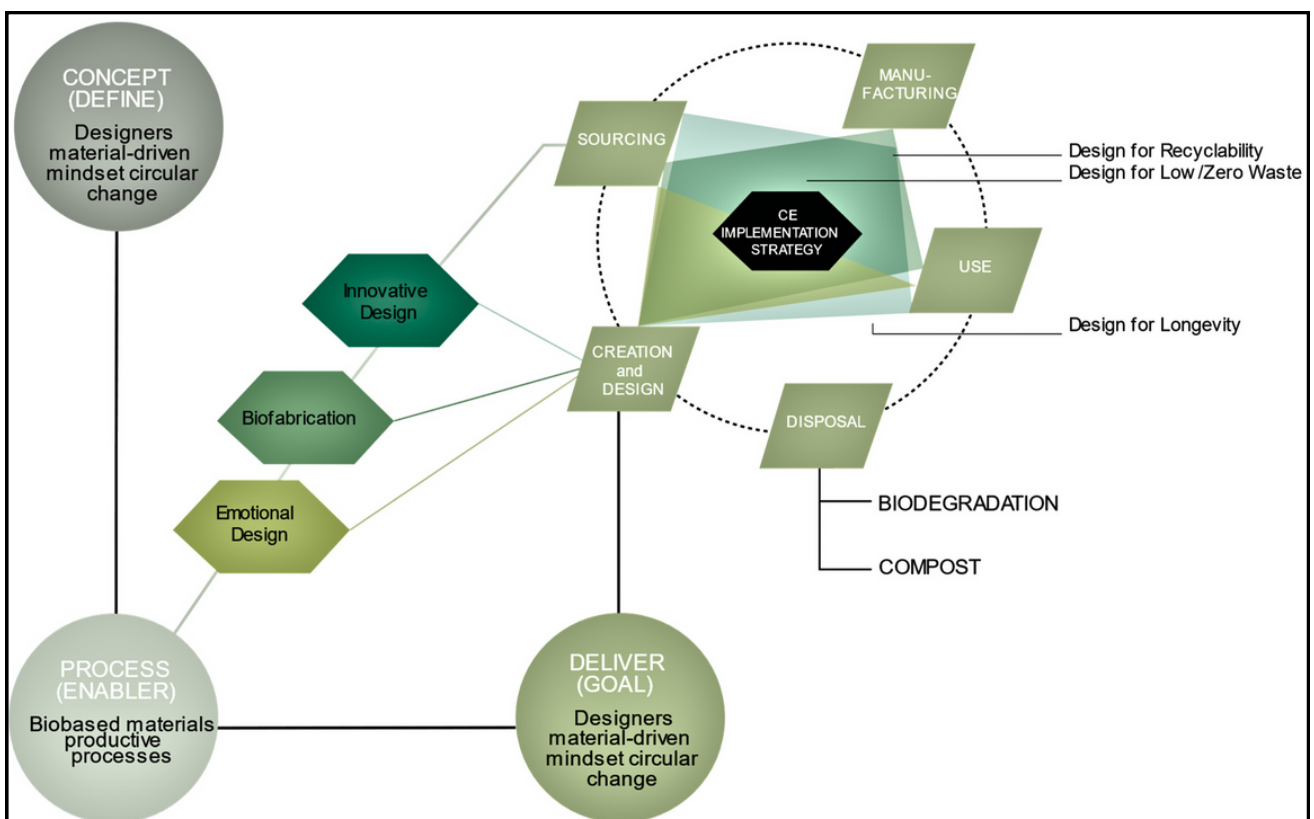 CONCEPT
(DEFINE)
Designers
material-driven
mindset circular
change
SOURCING
MANU-
FACTURING
Design for Recyclability
Design for Low/Zero Waste
CE
IMPLEMENTATION
STRATEGY
USE
Innovative
Design
Design for Longevity
CREATION
and
DESIGN
Biofabrication
DISPOSAL
Emotional
Design
BIODEGRADATION
COMPOST
PROCESS
(ENABLER)
Biobased materials
productive
processes
DELIVER
(GOAL)
Designers
material-driven
mindset circular
change